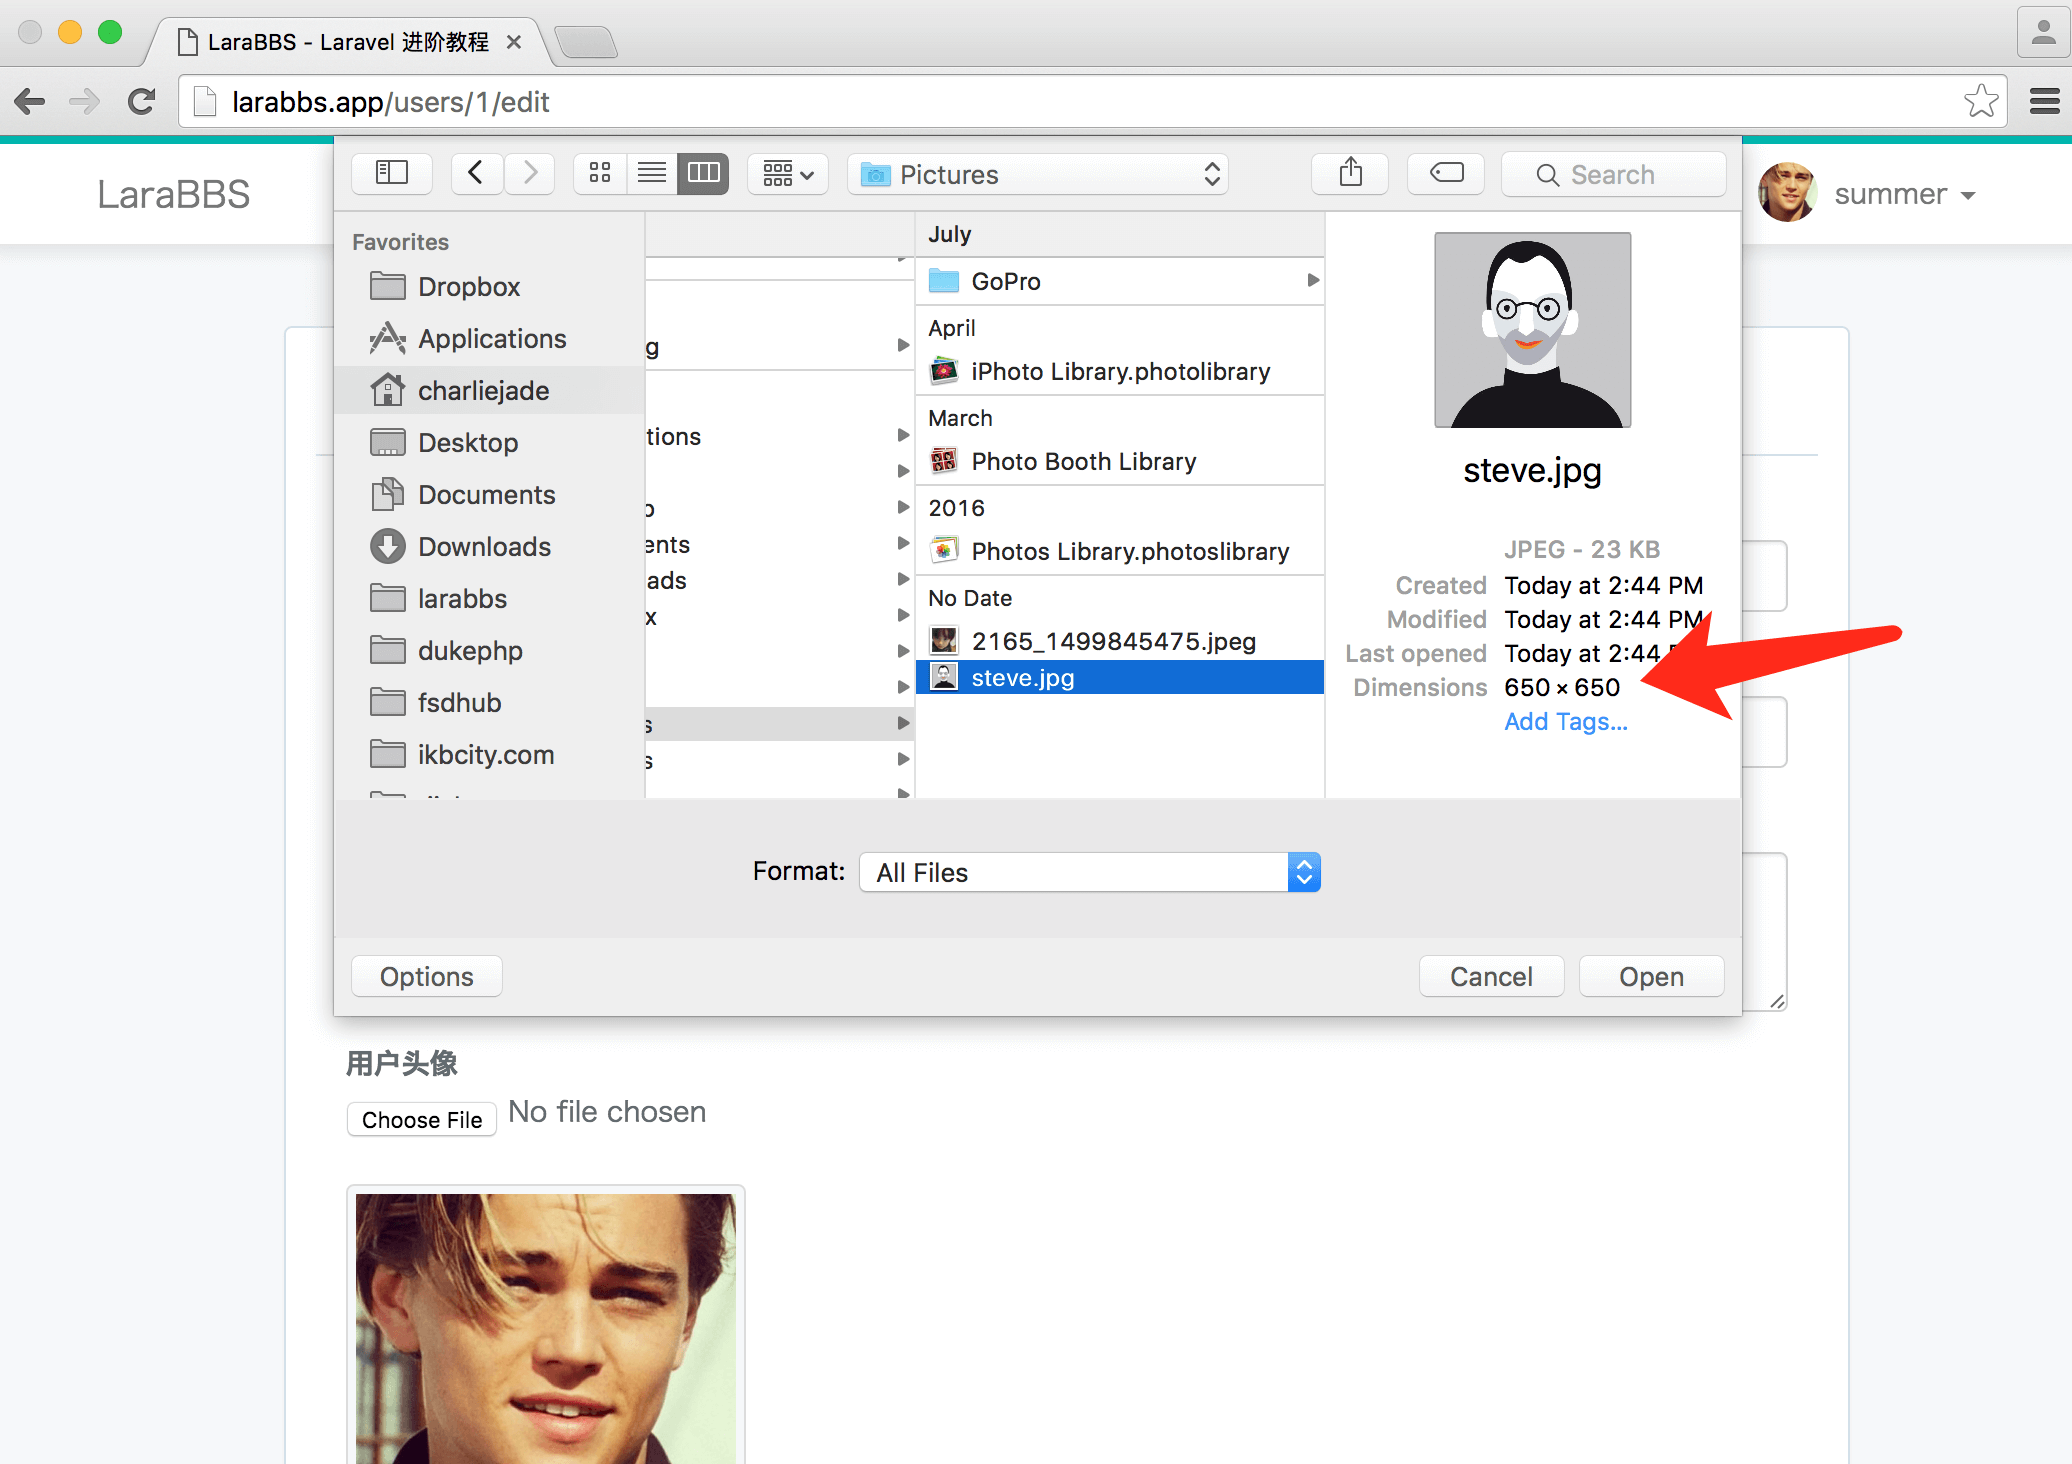 LaraBBS - Laravel 进阶教程
larabbs.app/users/1/edit
LaraBBS
Pictures
Search
summer
Favorites
Dropbox
Applications
charliejade
Desktop
Documents
Downloads
larabbs
dukephp
fsdhub
ikbcity.com
g
tions
ents
ads
x
s
s
July
GoPro
April
iPhoto Library.photolibrary
March
Photo Booth Library
2016
Photos Library.photoslibrary
No Date
2165_1499845475.jpeg
steve.jpg
steve.jpg
JPEG - 23 KB
Created Today at 2:44 PM
Modified Today at 2:44 PM
Last opened Today at 2:44
Dimensions 650 × 650
Add Tags...
Format: All Files
Options
Cancel
Open
用户头像
Choose File No file chosen